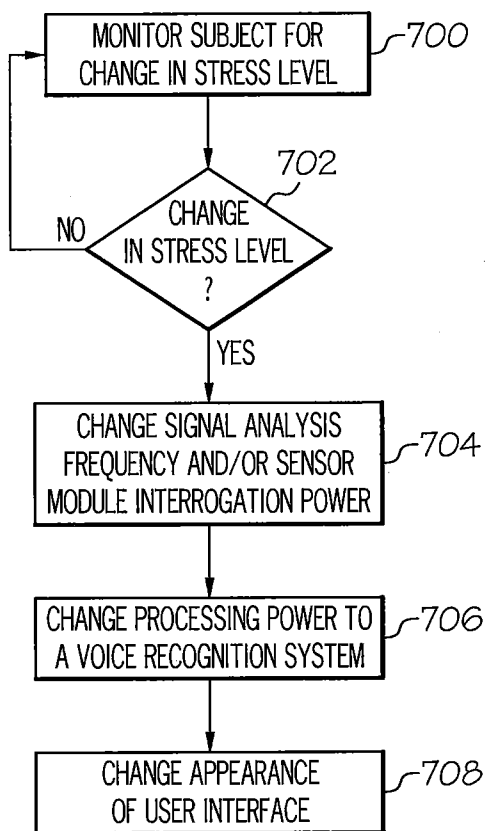 MONITOR SUBJECT FOR
CHANGE IN STRESS LEVEL
700
702
CHANGE
IN STRESS LEVEL
?
NO
YES
CHANGE SIGNAL ANALYSIS
FREQUENCY AND/OR SENSOR
MODULE INTERROGATION POWER
704
CHANGE PROCESSING POWER TO
A VOICE RECOGNITION SYSTEM
706
CHANGE APPEARANCE
OF USER INTERFACE
708